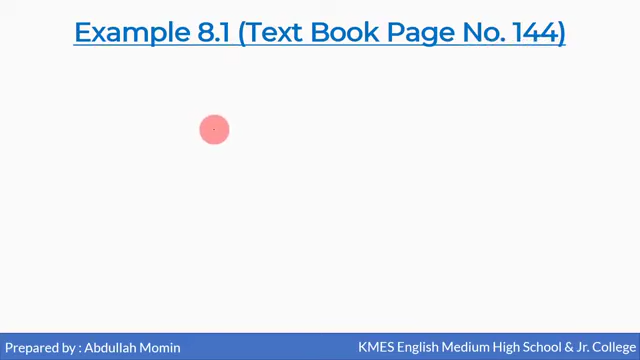 Example 8.1 (Text Book Page No. 144)
Prepared by : Abdullah Momin
KMES English Medium High School & Jr. College